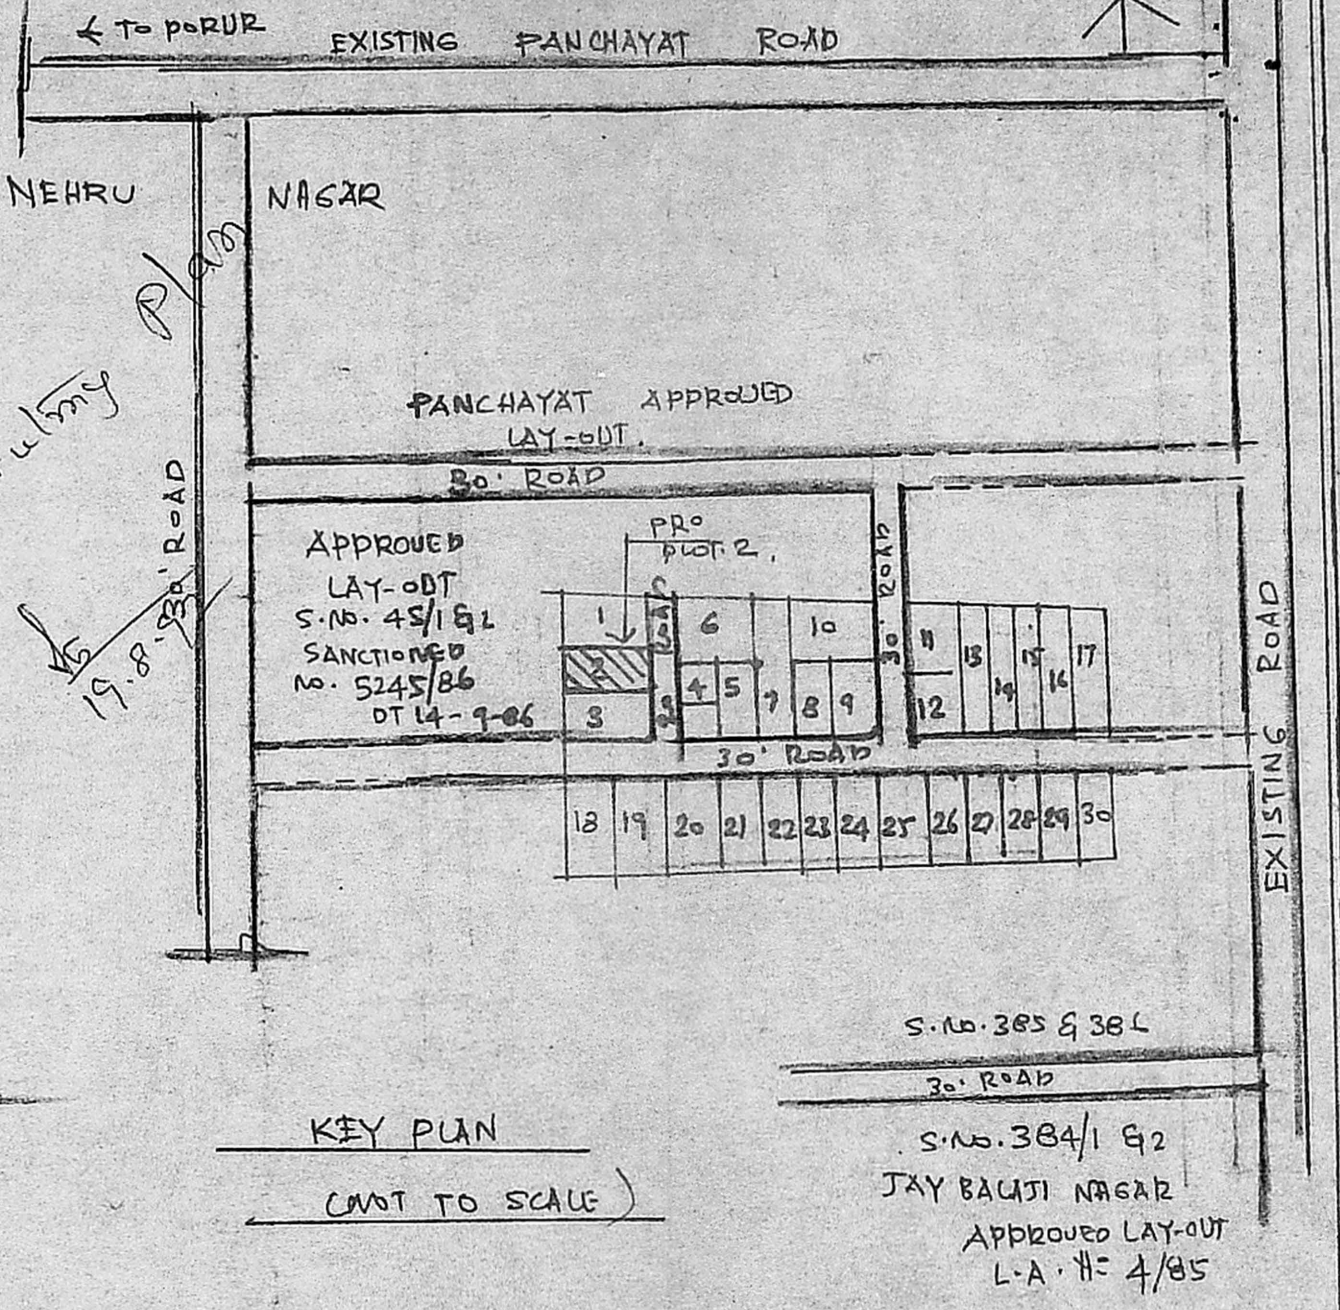 ← TO PORUR
EXISTING PANCHAYAT ROAD
NEHRU NAGAR
Plan
PANCHAYAT APPROVED
LAY-OUT.
30' ROAD
30' ROAD
APPROVED
LAY-OUT
S.NO. 45/1 & 2
SANCTIONED
NO. 5245/86
DT 14-9-86
PRO
PLOT. 2.
30' ROAD
1
2
3
4
5
6
7
8
9
10
11
12
13
14
15
16
17
30' ROAD
18 19 20 21 22 23 24 25 26 27 28 29 30
EXISTING ROAD
19.8.
S.NO. 385 & 386
30' ROAD
S.NO. 384/1 & 2
JAY BALAJI NAGAR
APPROVED LAY-OUT
L.A. 4/85
KEY PLAN
(NOT TO SCALE)